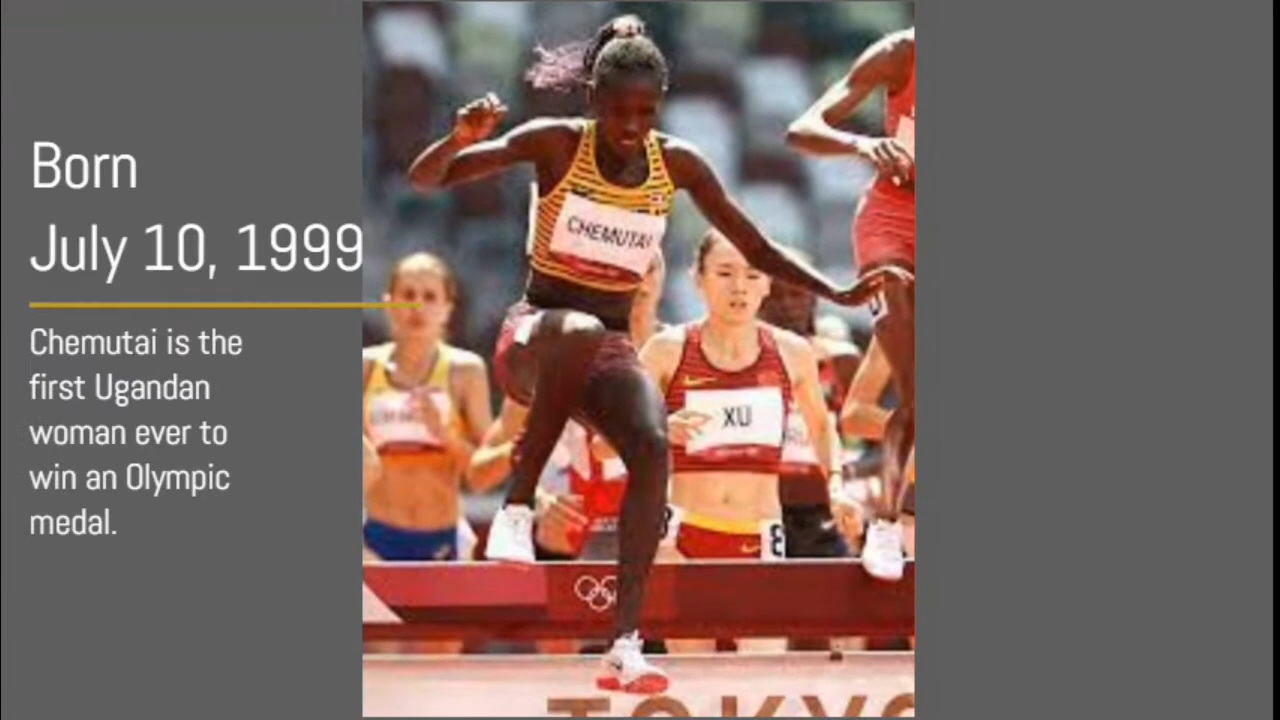 Born
July 10, 1999
Chemutai is the
first Ugandan
woman ever to
win an Olympic
medal.
CHEMUTAI
XU
8
TOKYO